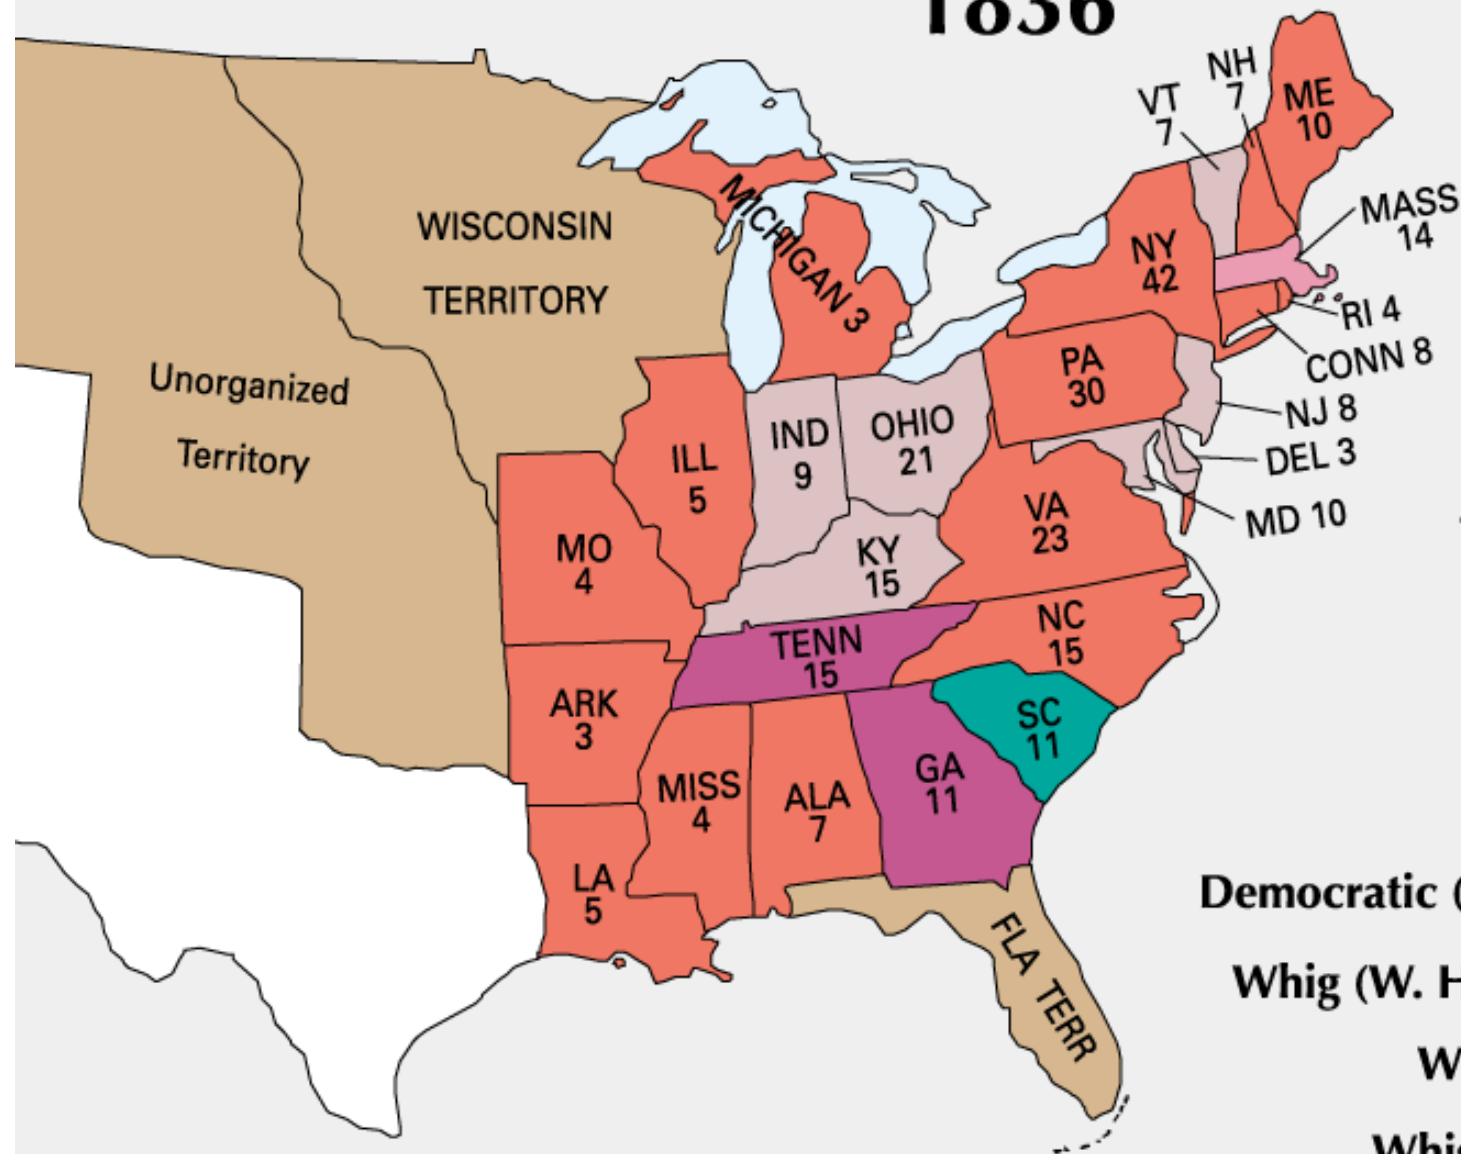 1836
VT
7
NH
7
ME
10
MASS
14
RI 4
CONN 8
NJ 8
DEL 3
MD 10
NY
42
PA
30
MICHIGAN 3
WISCONSIN
TERRITORY
Unorganized
Territory
ILL
5
IND
9
OHIO
21
MO
4
KY
15
VA
23
TENN
15
NC
15
ARK
3
SC
11
MISS
4
ALA
7
GA
11
LA
5
FLA TERR
Democratic (
Whig (W. H
W
Whig